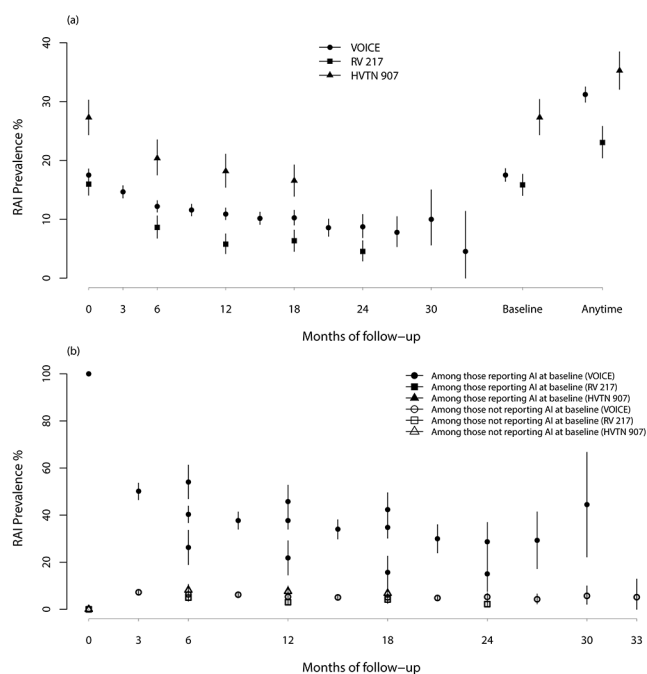 (a)
VOICE
RV 217
HVTN 907
RAI Prevalence %
40
30
20
10
0
0 3 6 12 18 24 30 Baseline Anytime
Months of follow−up
(b)
Among those reporting AI at baseline (VOICE)
Among those reporting AI at baseline (RV 217)
Among those reporting AI at baseline (HVTN 907)
Among those not reporting AI at baseline (VOICE)
Among those not reporting AI at baseline (RV 217)
Among those not reporting AI at baseline (HVTN 907)
RAI Prevalence %
100
80
60
40
20
0
0 3 6 12 18 24 30 33
Months of follow−up